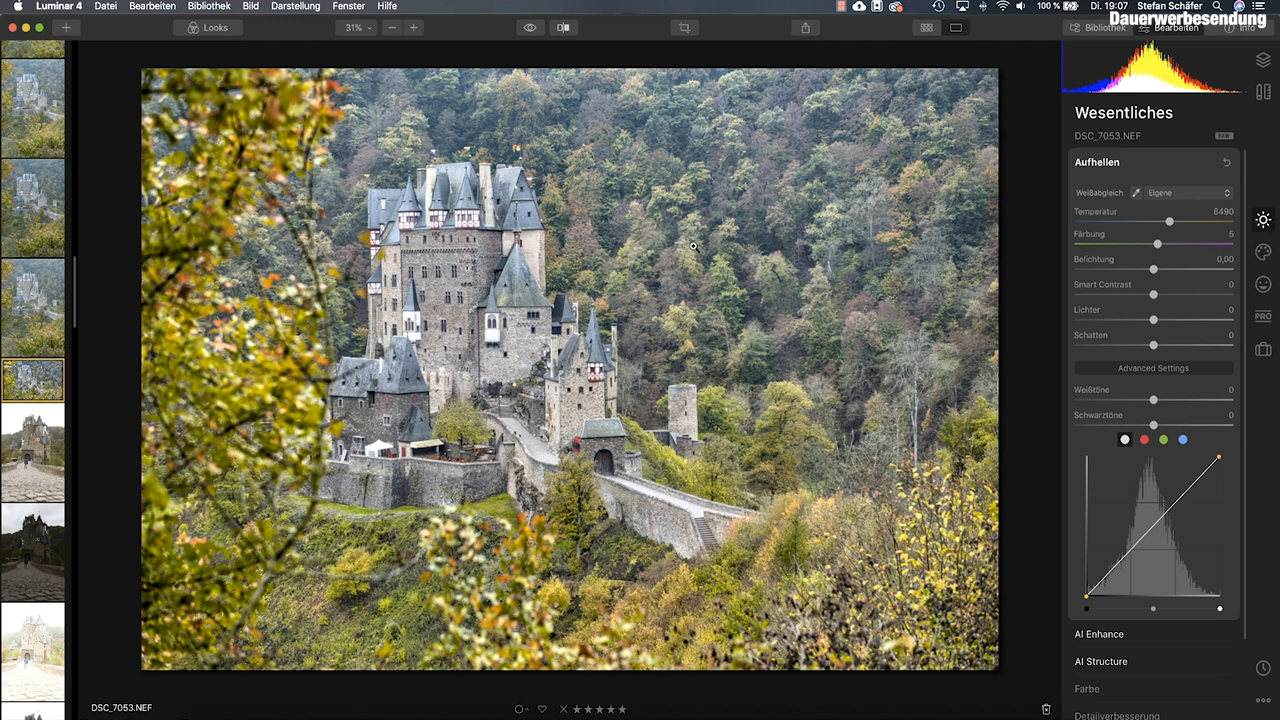 Luminar 4 Datei Bearbeiten Bibliothek Bild Darstellung Fenster Hilfe
100 % Di. 19:07 Stefan Schäfer
Dauerwerbesendung
Looks
31%
Bibliothek Bearbeiten Info
Wesentliches
DSC_7053.NEF RAW
Aufhellen
Weißabgleich Eigene
Temperatur 8490
Färbung 5
Belichtung 0,00
Smart Contrast 0
Lichter 0
Schatten 0
Advanced Settings
Weißtöne 0
Schwarztöne 0
PRO
AI Enhance
AI Structure
Farbe
Detailverbesserung
DSC_7053.NEF